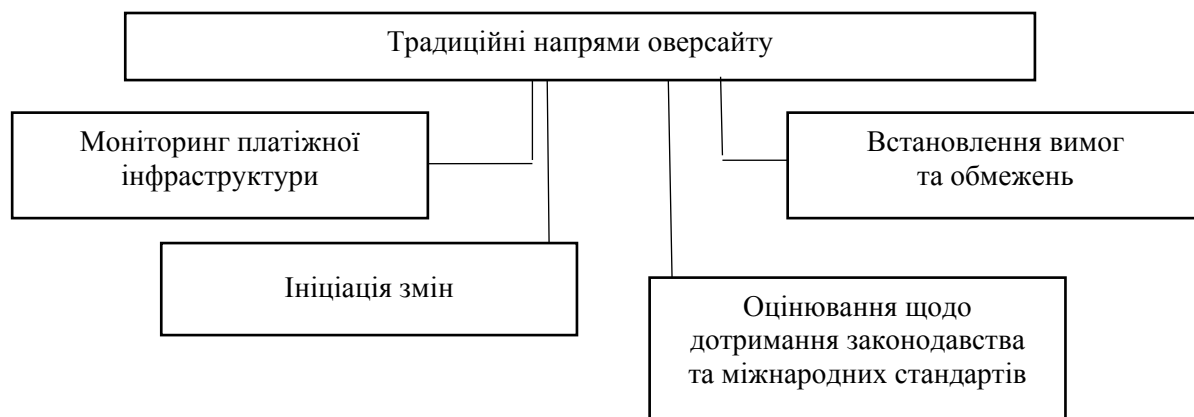 Традиційні напрями оверсайту
Моніторинг платіжної
інфраструктури
Встановлення вимог
та обмежень
Ініціація змін
Оцінювання щодо
дотримання законодавства
та міжнародних стандартів